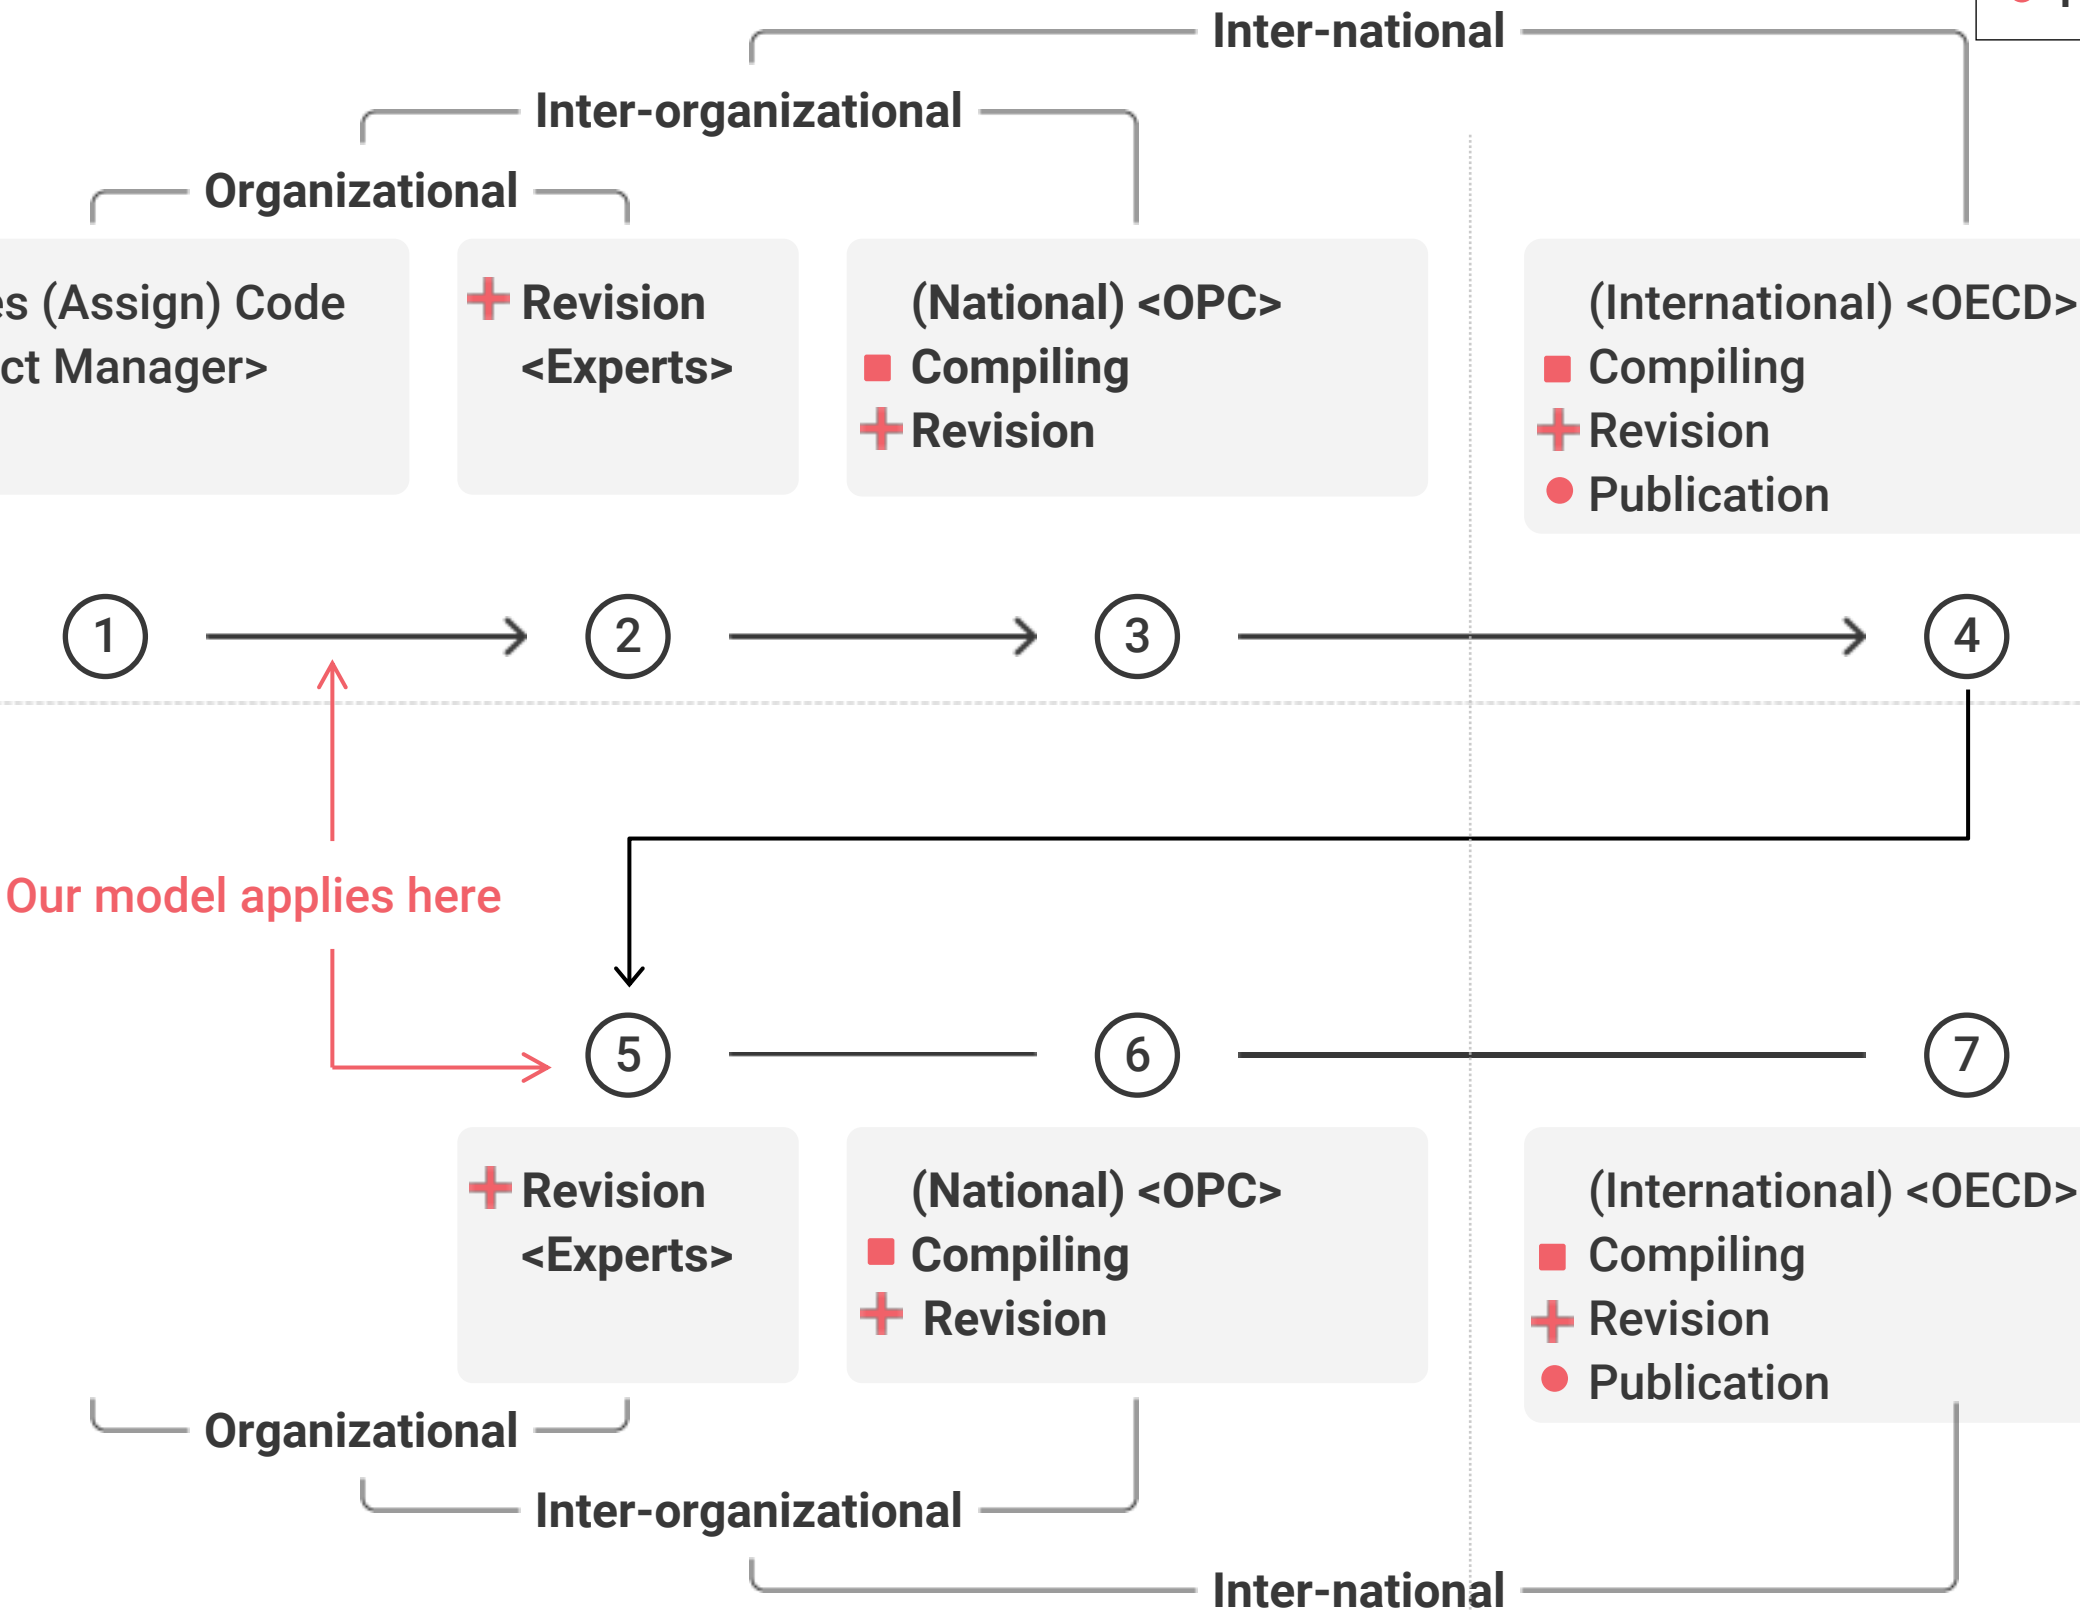 Inter-national
Inter-organizational
Organizational
(Assign) Code
Manager>
Revision
<Experts>
(National) <OPC>
Compiling
Revision
(International) <OECD>
Compiling
Revision
Publication
1
2
3
4
Our model applies here
5
6
7
Revision
<Experts>
(National) <OPC>
Compiling
Revision
(International) <OECD>
Compiling
Revision
Publication
Organizational
Inter-organizational
Inter-national